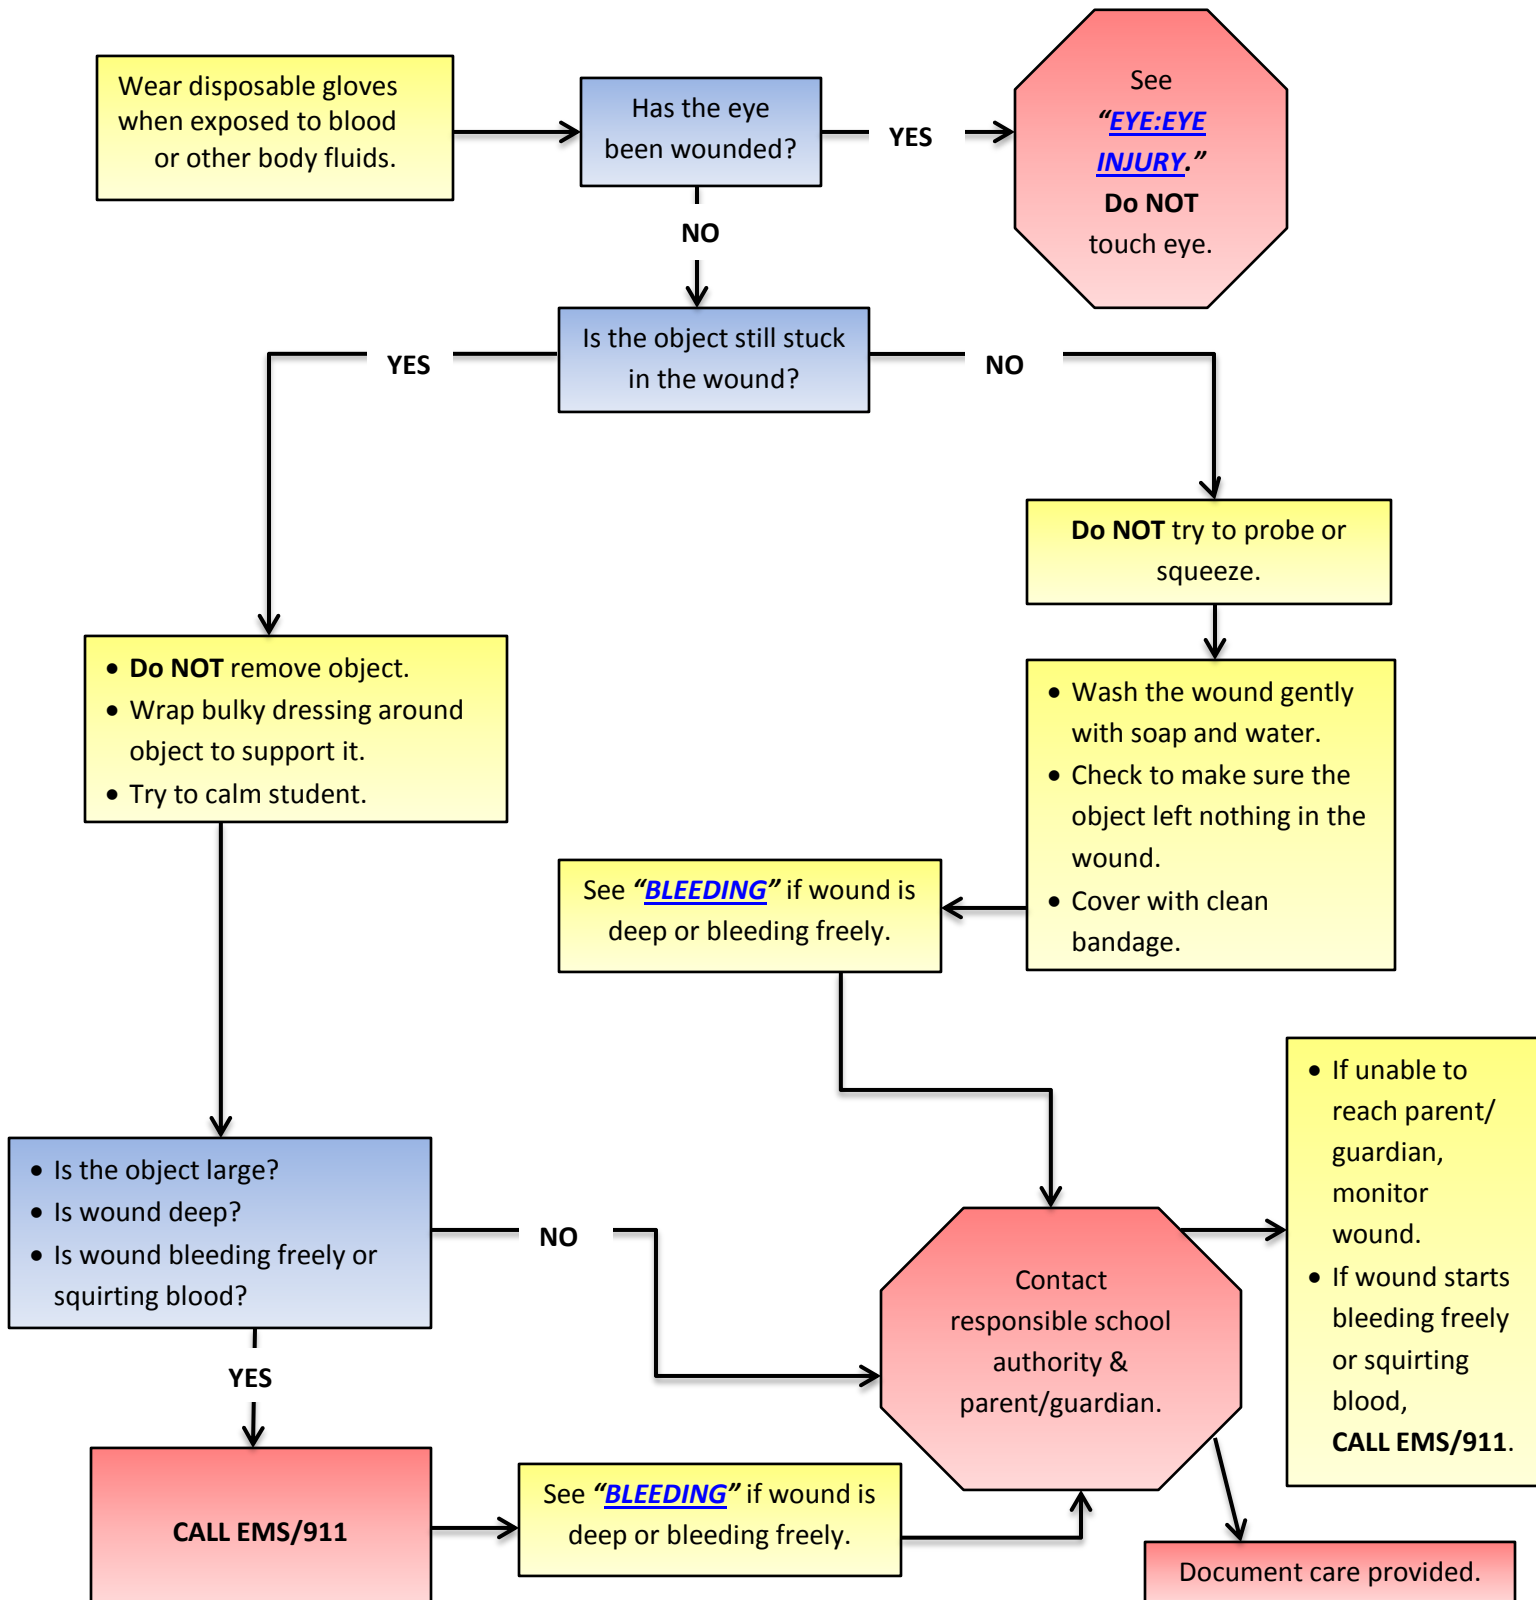 Wear disposable gloves
when exposed to blood
or other body fluids.
Has the eye
been wounded?
YES
See
“EYE:EYE
INJURY.”
Do NOT
touch eye.
NO
Is the object still stuck
in the wound?
YES
NO
Do NOT try to probe or
squeeze.
• Do NOT remove object.
• Wrap bulky dressing around
object to support it.
• Try to calm student.
• Wash the wound gently
with soap and water.
• Check to make sure the
object left nothing in the
wound.
• Cover with clean
bandage.
See “BLEEDING” if wound is
deep or bleeding freely.
• Is the object large?
• Is wound deep?
• Is wound bleeding freely or
squirting blood?
NO
YES
Contact
responsible school
authority &
parent/guardian.
• If unable to
reach parent/
guardian,
monitor
wound.
• If wound starts
bleeding freely
or squirting
blood,
CALL EMS/911.
CALL EMS/911
See “BLEEDING” if wound is
deep or bleeding freely.
Document care provided.